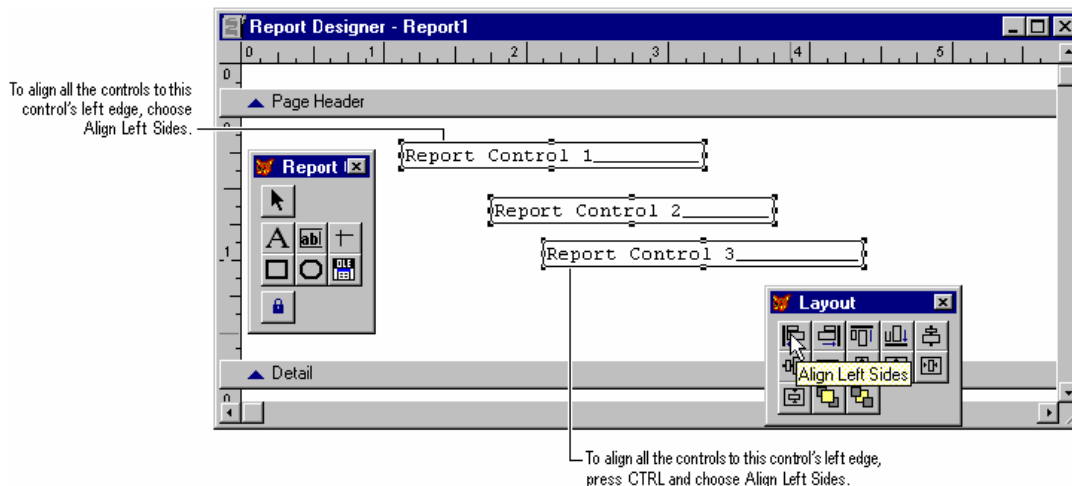 Report Designer - Report1
0 1 2 3 4 5
0
Page Header
To align all the controls to this
control's left edge, choose
Align Left Sides.
0
Report Control 1
Report
Report Control 2
Report Control 3
A abl
OLE
1
Layout
Align Left Sides
Detail
0
To align all the controls to this control's left edge,
press CTRL and choose Align Left Sides.